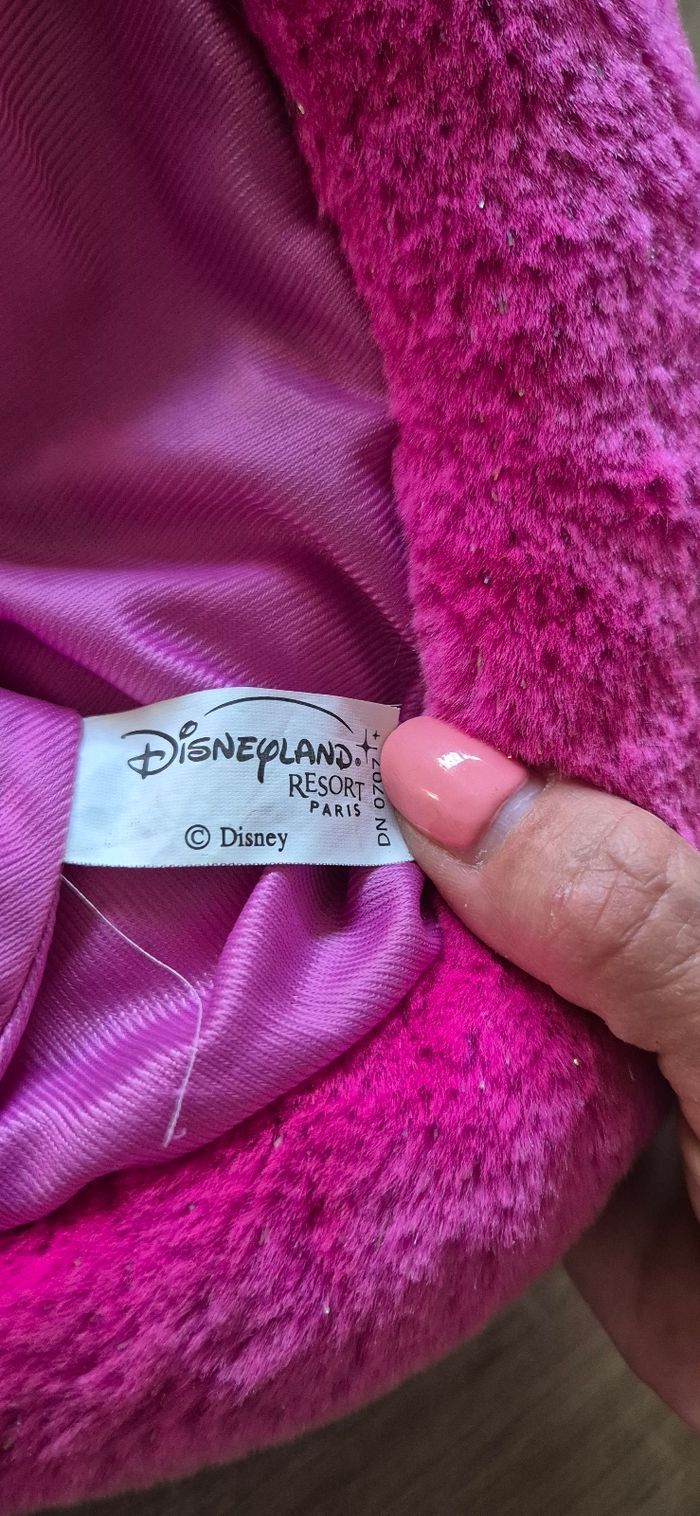 DISNEYLAND®
RESORT
PARIS
© Disney
DN 0707